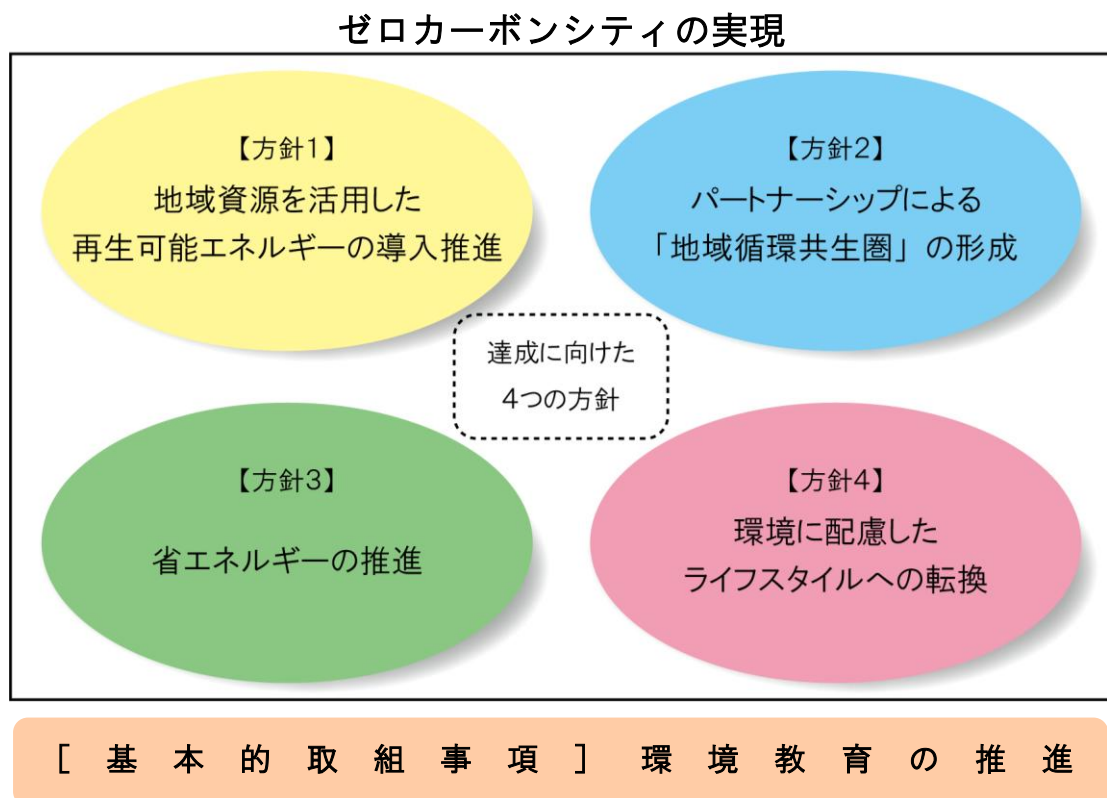 ゼロカーボンシティの実現
【方針1】
地域資源を活用した
再生可能エネルギーの導入推進
【方針2】
パートナーシップによる
「地域循環共生圏」の形成
達成に向けた
4つの方針
【方針3】
省エネルギーの推進
【方針4】
環境に配慮した
ライフスタイルへの転換
[基本的取組事項]環境教育の推進